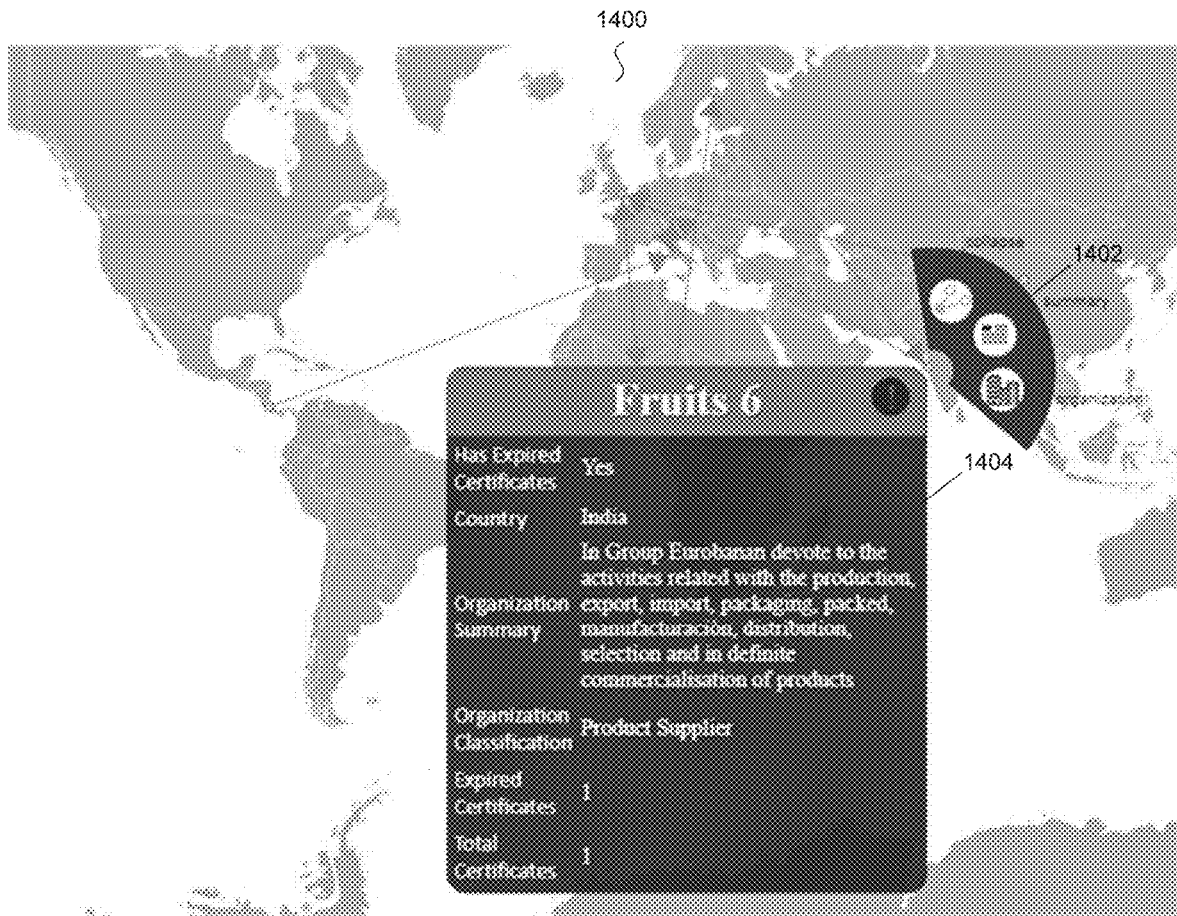 1400
1402
summary
1404
Fruits 6
Has Expired
Certificates
Yes
Country
India
Organization
Summary
In Group Eurobanan devote to the
activities related with the production,
export, import, packaging, packed,
manufacturación, distribution,
selection and in definite
commercialisation of products
Organization
Classification
Product Supplier
Expired
Certificates
1
Total
Certificates
1